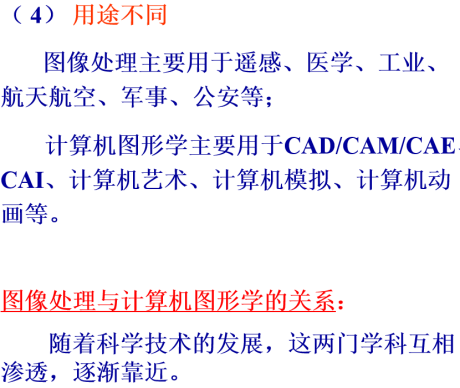 （4） 用途不同
图像处理主要用于遥感、医学、工业、
航天航空、军事、公安等；
计算机图形学主要用于CAD/CAM/CAE、
CAI、计算机艺术、计算机模拟、计算机动
画等。
图像处理与计算机图形学的关系：
随着科学技术的发展，这两门学科互相
渗透，逐渐靠近。